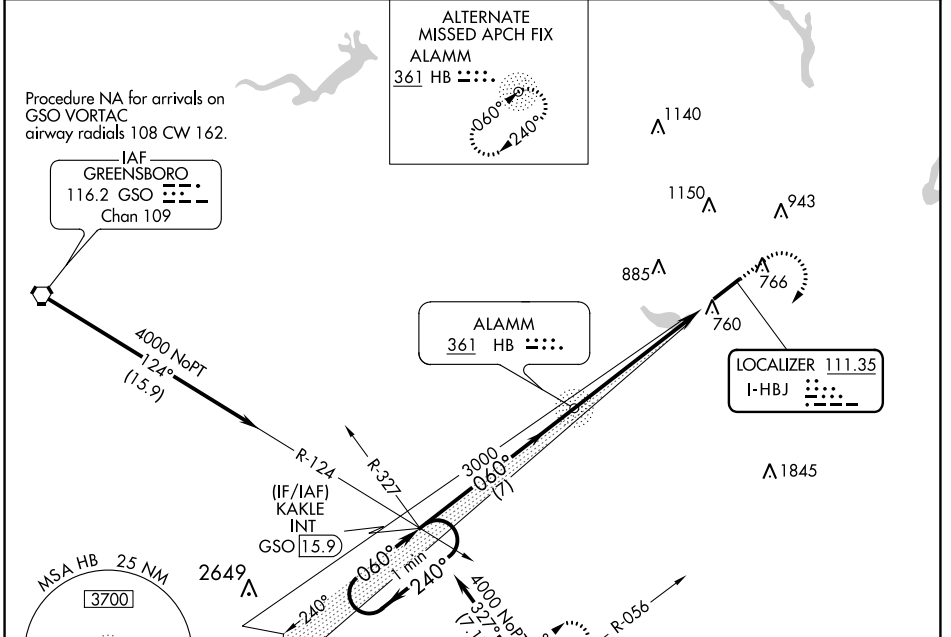 ALTERNATE
MISSED APCH FIX
ALAMM
361 HB
060°
240°
Procedure NA for arrivals on
GSO VORTAC
airway radials 108 CW 162.
IAF
GREENSBORO
116.2 GSO
Chan 109
1140
1150
943
885
766
760
ALAMM
361 HB
LOCALIZER 111.35
I-HBJ
4000 NoPT
124°
(15.9)
R-124
R-327
3000
060°
(7)
1845
(IF/IAF)
KAKLE
INT
GSO 15.9
060°
1 min
240°
240°
MSA HB 25 NM
3700
2649
4000 NoPT
327°
R-056